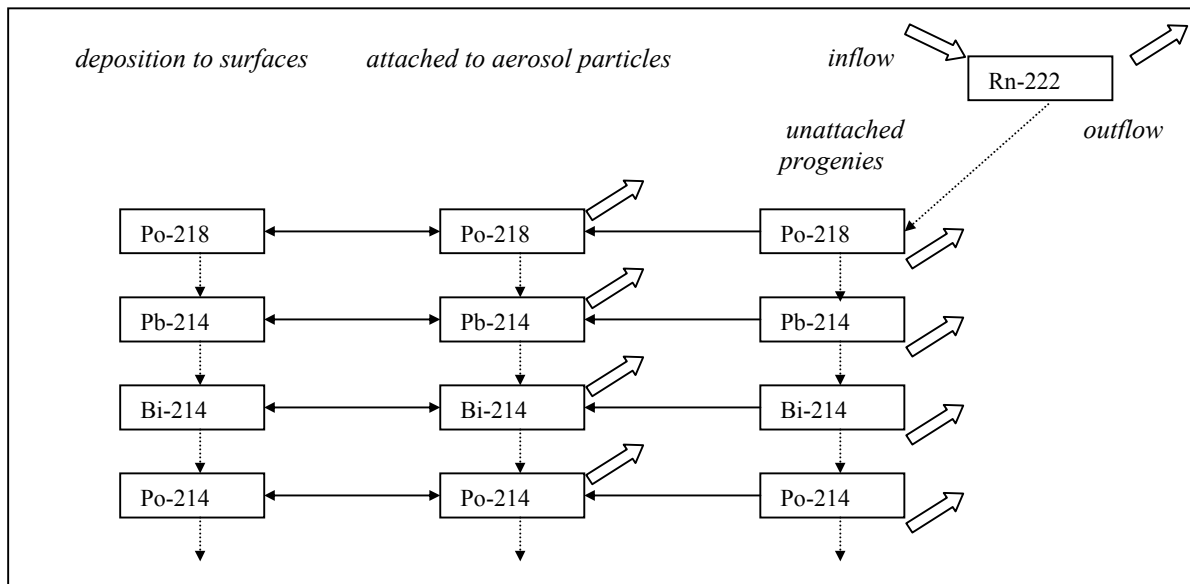 deposition to surfaces
attached to aerosol particles
inflow
Rn-222
unattached
progenies
outflow
Po-218
Po-218
Po-218
Pb-214
Pb-214
Pb-214
Bi-214
Bi-214
Bi-214
Po-214
Po-214
Po-214